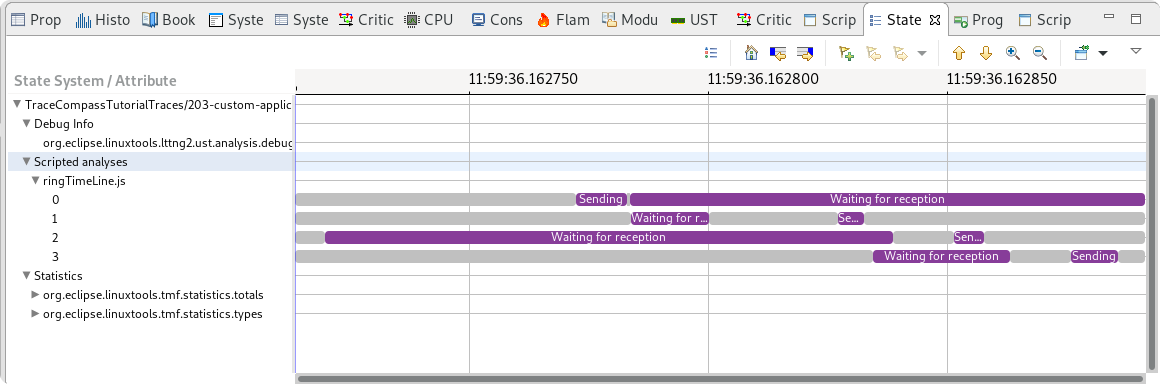 Prop Histo Book Syste Syste Critic CPU Cons Flam Modu UST Critic Scrip State Prog Scrip
State System / Attribute 11:59:36.162750 11:59:36.162800 11:59:36.162850
TraceCompassTutorialTraces/203-custom-applic
Debug Info
org.eclipse.linuxtools.lttng2.ust.analysis.debug
Scripted analyses
ringTimeLine.js
0 Sending Waiting for reception
1 Waiting for r... Se...
2 Waiting for reception Sen...
3 Waiting for reception Sending
Statistics
org.eclipse.linuxtools.tmf.statistics.totals
org.eclipse.linuxtools.tmf.statistics.types